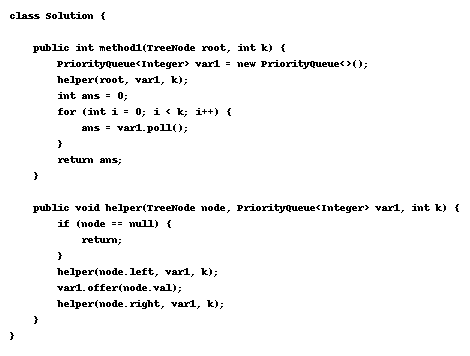 class Solution {

    public int method1(TreeNode root, int k) {
        PriorityQueue<Integer> var1 = new PriorityQueue<>();
        helper(root, var1, k);
        int ans = 0;
        for (int i = 0; i < k; i++) {
            ans = var1.poll();
        }
        return ans;
    }

    public void helper(TreeNode node, PriorityQueue<Integer> var1, int k) {
        if (node == null) {
            return;
        }
        helper(node.left, var1, k);
        var1.offer(node.val);
        helper(node.right, var1, k);
    }
}